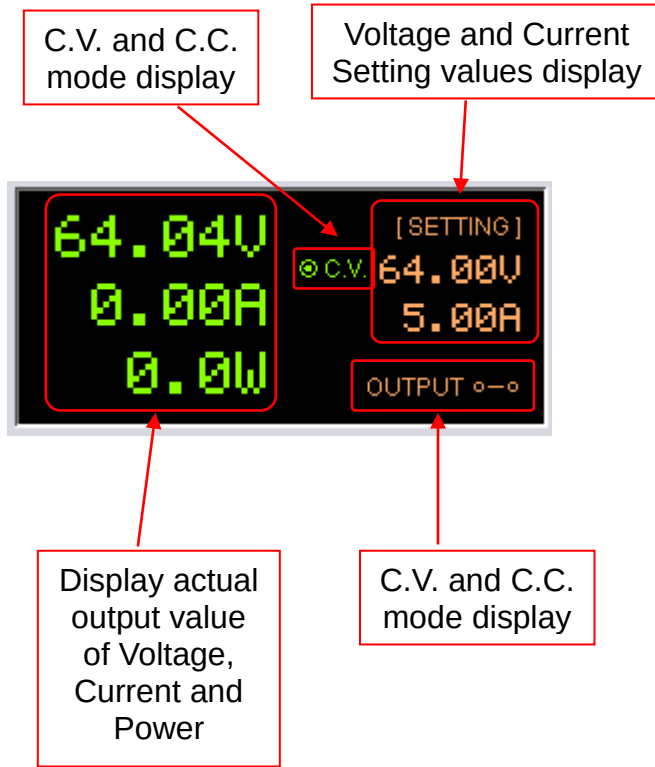 C.V. and C.C.
mode display
Voltage and Current
Setting values display
64.04V
0.00A
0.0W
C.V.
[SETTING]
64.00V
5.00A
OUTPUT
Display actual
output value
of Voltage,
Current and
Power
C.V. and C.C.
mode display